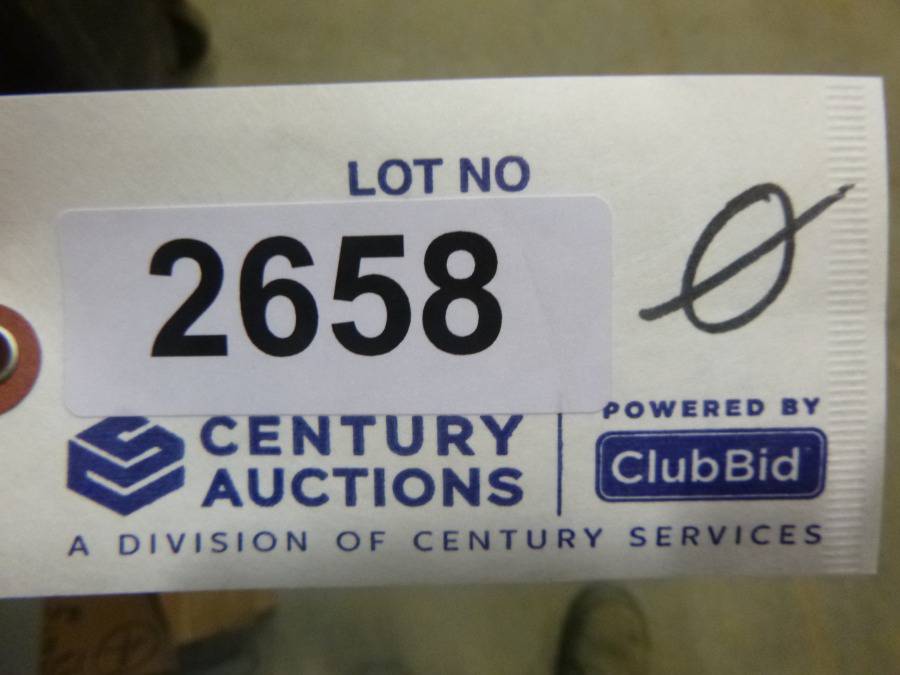 LOT NO
2658
Ø
CENTURY
AUCTIONS
POWERED BY
ClubBid
A DIVISION OF CENTURY SERVICES